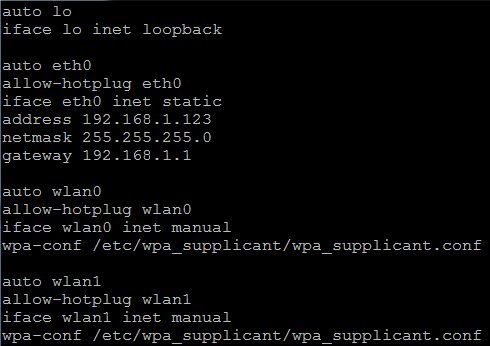 auto lo
iface lo inet loopback
auto eth0
allow-hotplug eth0
iface eth0 inet static
address 192.168.1.123
netmask 255.255.255.0
gateway 192.168.1.1
auto wlan0
allow-hotplug wlan0
iface wlan0 inet manual
wpa-conf /etc/wpa_supplicant/wpa_supplicant.conf
auto wlan1
allow-hotplug wlan1
iface wlan1 inet manual
wpa-conf /etc/wpa_supplicant/wpa_supplicant.conf